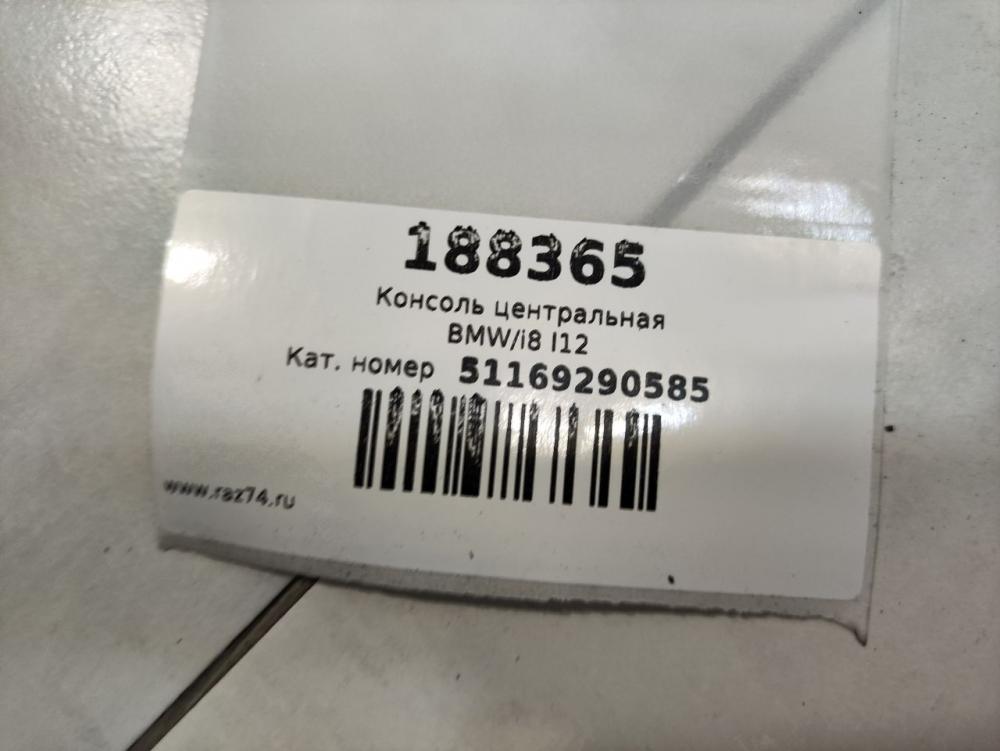 188365
Консоль центральная
BMW/i8 I12
Кат. номер 51169290585
www.raz74.ru